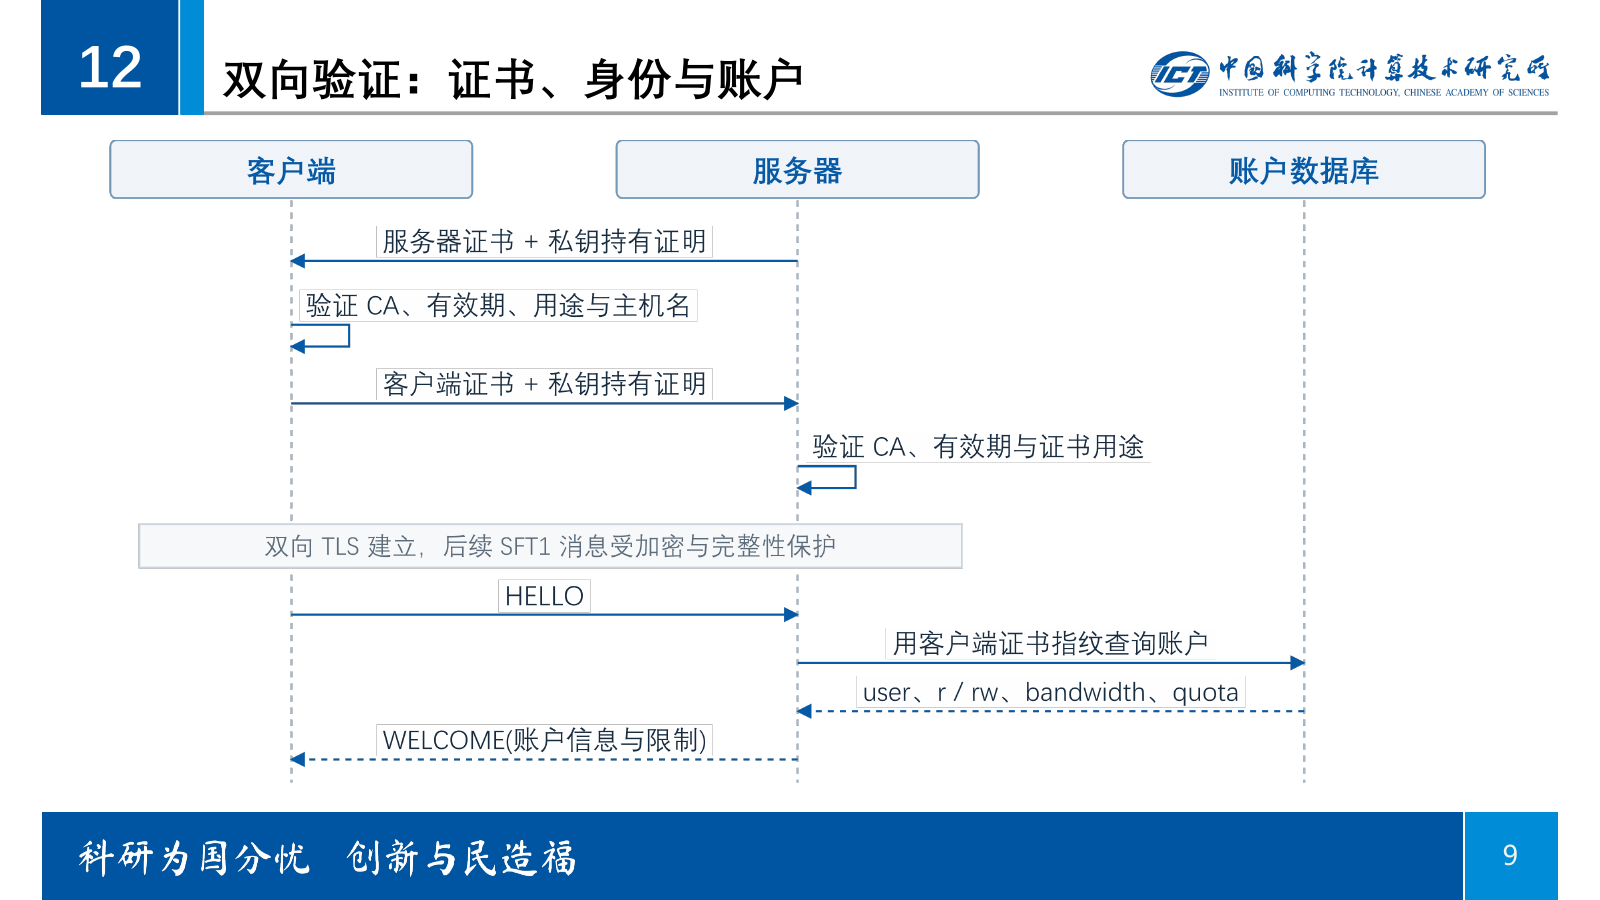 12
双向验证：证书、身份与账户
ICT
中国科学院计算技术研究所
INSTITUTE OF COMPUTING TECHNOLOGY, CHINESE ACADEMY OF SCIENCES
客户端
服务器
账户数据库
服务器证书 + 私钥持有证明
验证 CA、有效期、用途与主机名
客户端证书 + 私钥持有证明
验证 CA、有效期与证书用途
双向 TLS 建立，后续 SFT1 消息受加密与完整性保护
HELLO
用客户端证书指纹查询账户
user、r / rw、bandwidth、quota
WELCOME(账户信息与限制)
科研为国分忧 创新与民造福
9